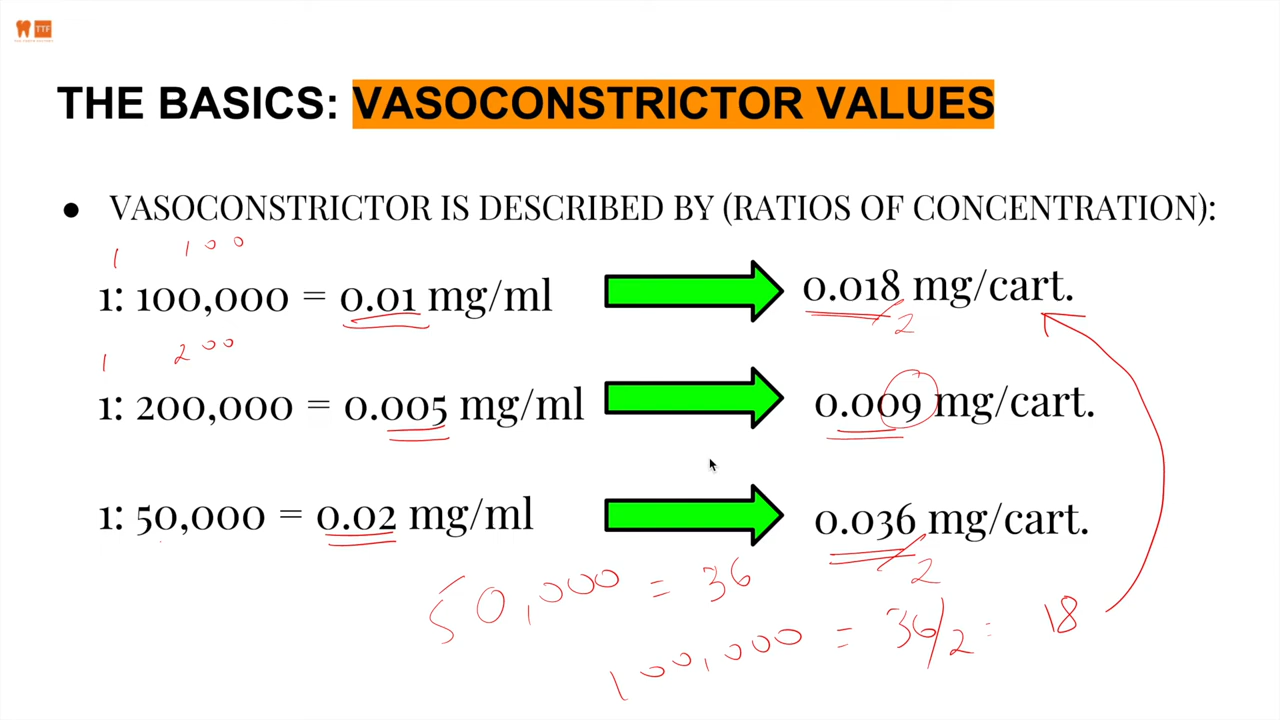 TTF
THE BASICS: VASOCONSTRICTOR VALUES
● VASOCONSTRICTOR IS DESCRIBED BY (RATIOS OF CONCENTRATION):
1 100
1: 100,000 = 0.01 mg/ml 0.018 mg/cart.
2
1 200
1: 200,000 = 0.005 mg/ml 0.009 mg/cart.
1: 50,000 = 0.02 mg/ml 0.036 mg/cart.
2
50,000 = 36
100,000 = 36/2 = 18